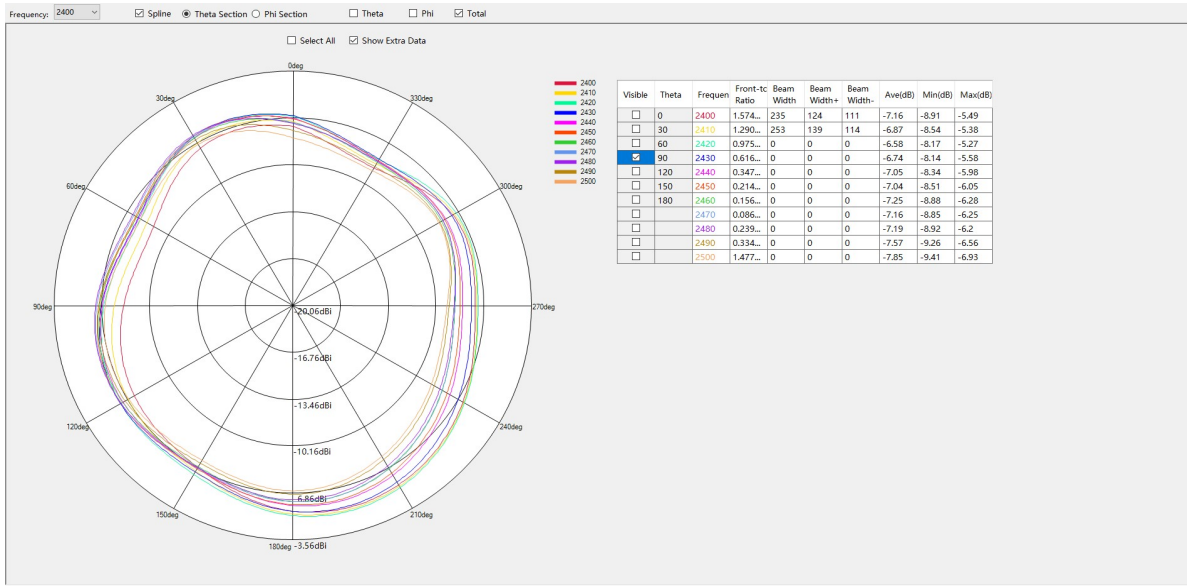 Frequency: 2400 Spline Theta Section Phi Section Theta Phi Total
Select All Show Extra Data
0deg
30deg 330deg
60deg 300deg
90deg 270deg
120deg 240deg
150deg 210deg
180deg
-20.06dBi
-16.76dBi
-13.46dBi
-10.16dBi
-6.86dBi
-3.56dBi
2400
2410
2420
2430
2440
2450
2460
2470
2480
2490
2500
Visible Theta Frequen Front-to Ratio Beam Width Beam Width+ Beam Width- Ave(dB) Min(dB) Max(dB)
0 2400 1.574... 235 124 111 -7.16 -8.91 -5.49
30 2410 1.290... 253 139 114 -6.87 -8.54 -5.38
60 2420 0.975... 0 0 0 -6.58 -8.17 -5.27
90 2430 0.616... 0 0 0 -6.74 -8.14 -5.58
120 2440 0.347... 0 0 0 -7.05 -8.34 -5.98
150 2450 0.214... 0 0 0 -7.04 -8.51 -6.05
180 2460 0.156... 0 0 0 -7.25 -8.88 -6.28
2470 0.086... 0 0 0 -7.16 -8.85 -6.25
2480 0.239... 0 0 0 -7.19 -8.92 -6.2
2490 0.334... 0 0 0 -7.57 -9.26 -6.56
2500 1.477... 0 0 0 -7.85 -9.41 -6.93